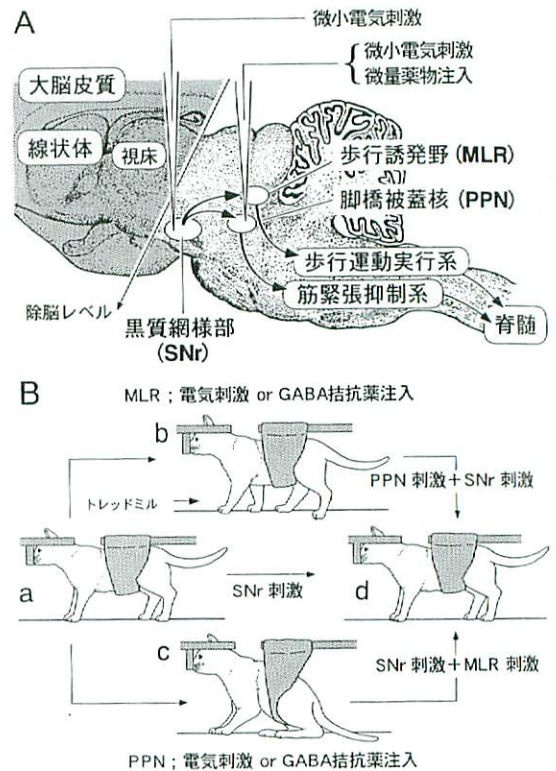 A
微小電気刺激
微小電気刺激
微量薬物注入
大脳皮質
線状体
視床
歩行誘発野 (MLR)
脚橋被蓋核 (PPN)
歩行運動実行系
筋緊張抑制系
脊髄
除脳レベル
黒質網様部
(SNr)
B
MLR ; 電気刺激 or GABA拮抗薬注入
b
PPN 刺激+SNr 刺激
トレッドミル
a
SNr 刺激
d
c
SNr 刺激+MLR 刺激
PPN ; 電気刺激 or GABA拮抗薬注入